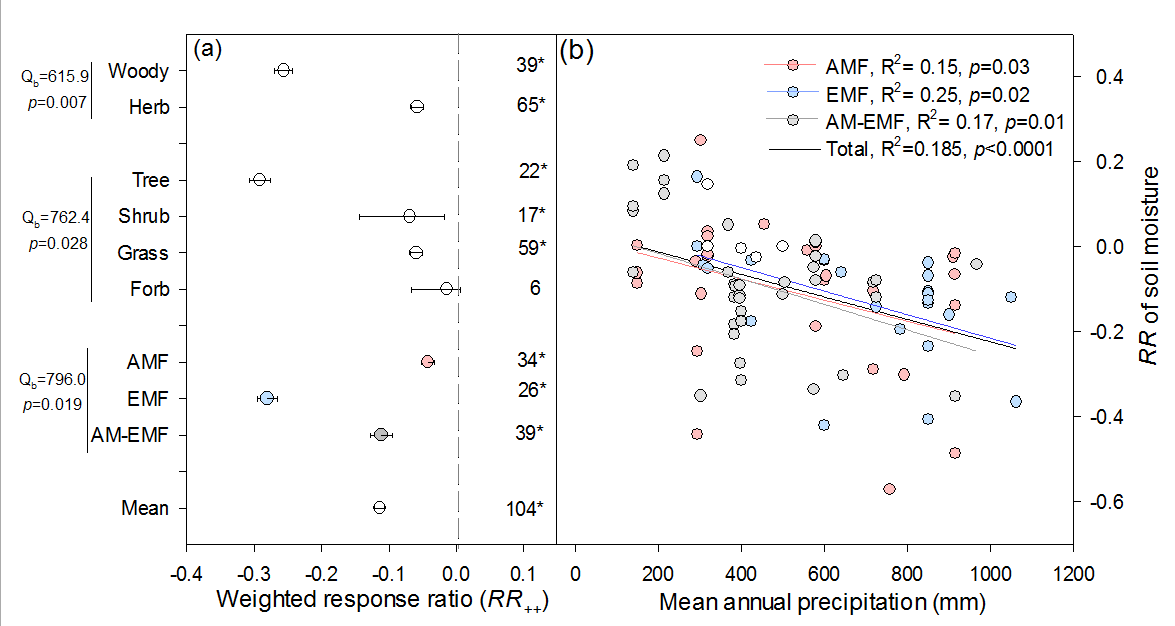 (a)
Qb=615.9
p=0.007
Woody 39*
Herb 65*
Qb=762.4
p=0.028
Tree 22*
Shrub 17*
Grass 59*
Forb 6
Qb=796.0
p=0.019
AMF 34*
EMF 26*
AM-EMF 39*
Mean 104*
-0.4 -0.3 -0.2 -0.1 0.0 0.1
Weighted response ratio (RR++)
(b)
AMF, R2= 0.15, p=0.03
EMF, R2= 0.25, p=0.02
AM-EMF, R2= 0.17, p=0.01
Total, R2=0.185, p<0.0001
0.4
0.2
0.0
-0.2
-0.4
-0.6
RR of soil moisture
0 200 400 600 800 1000 1200
Mean annual precipitation (mm)